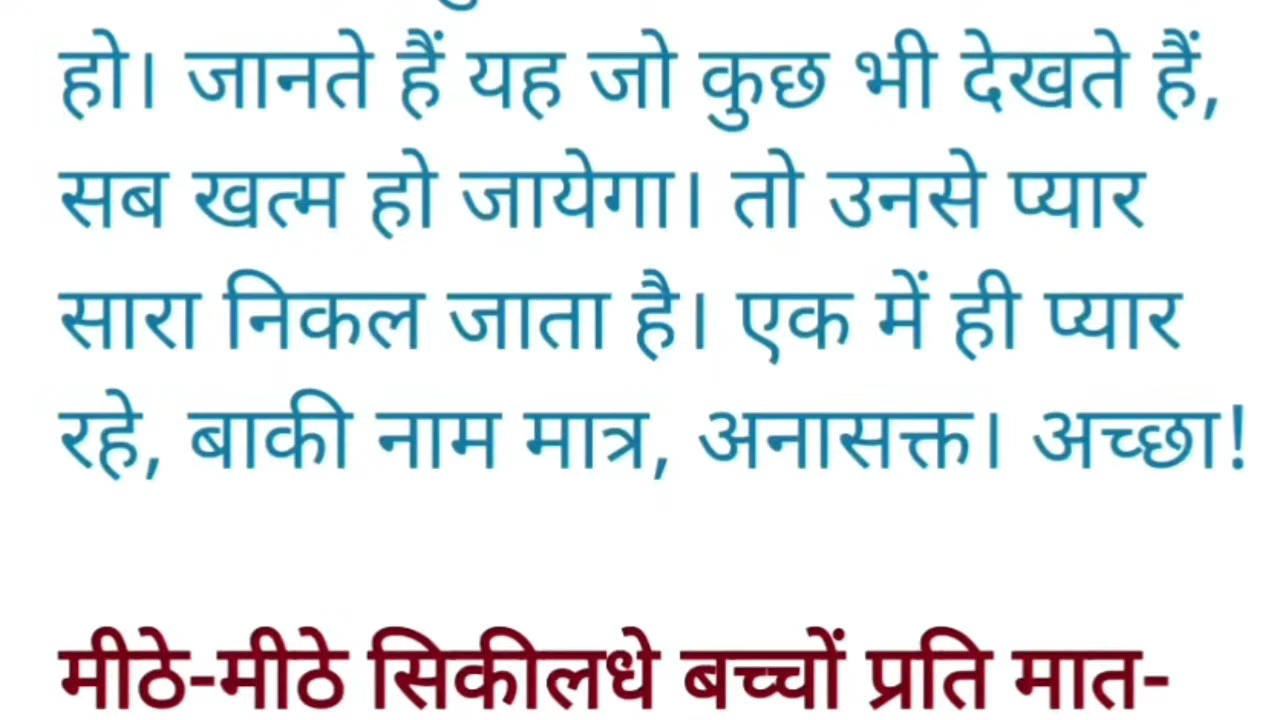 हो। जानते हैं यह जो कुछ भी देखते हैं,
सब खत्म हो जायेगा। तो उनसे प्यार
सारा निकल जाता है। एक में ही प्यार
रहे, बाकी नाम मात्र, अनासक्त। अच्छा!
मीठे-मीठे सिकीलधे बच्चों प्रति मात-